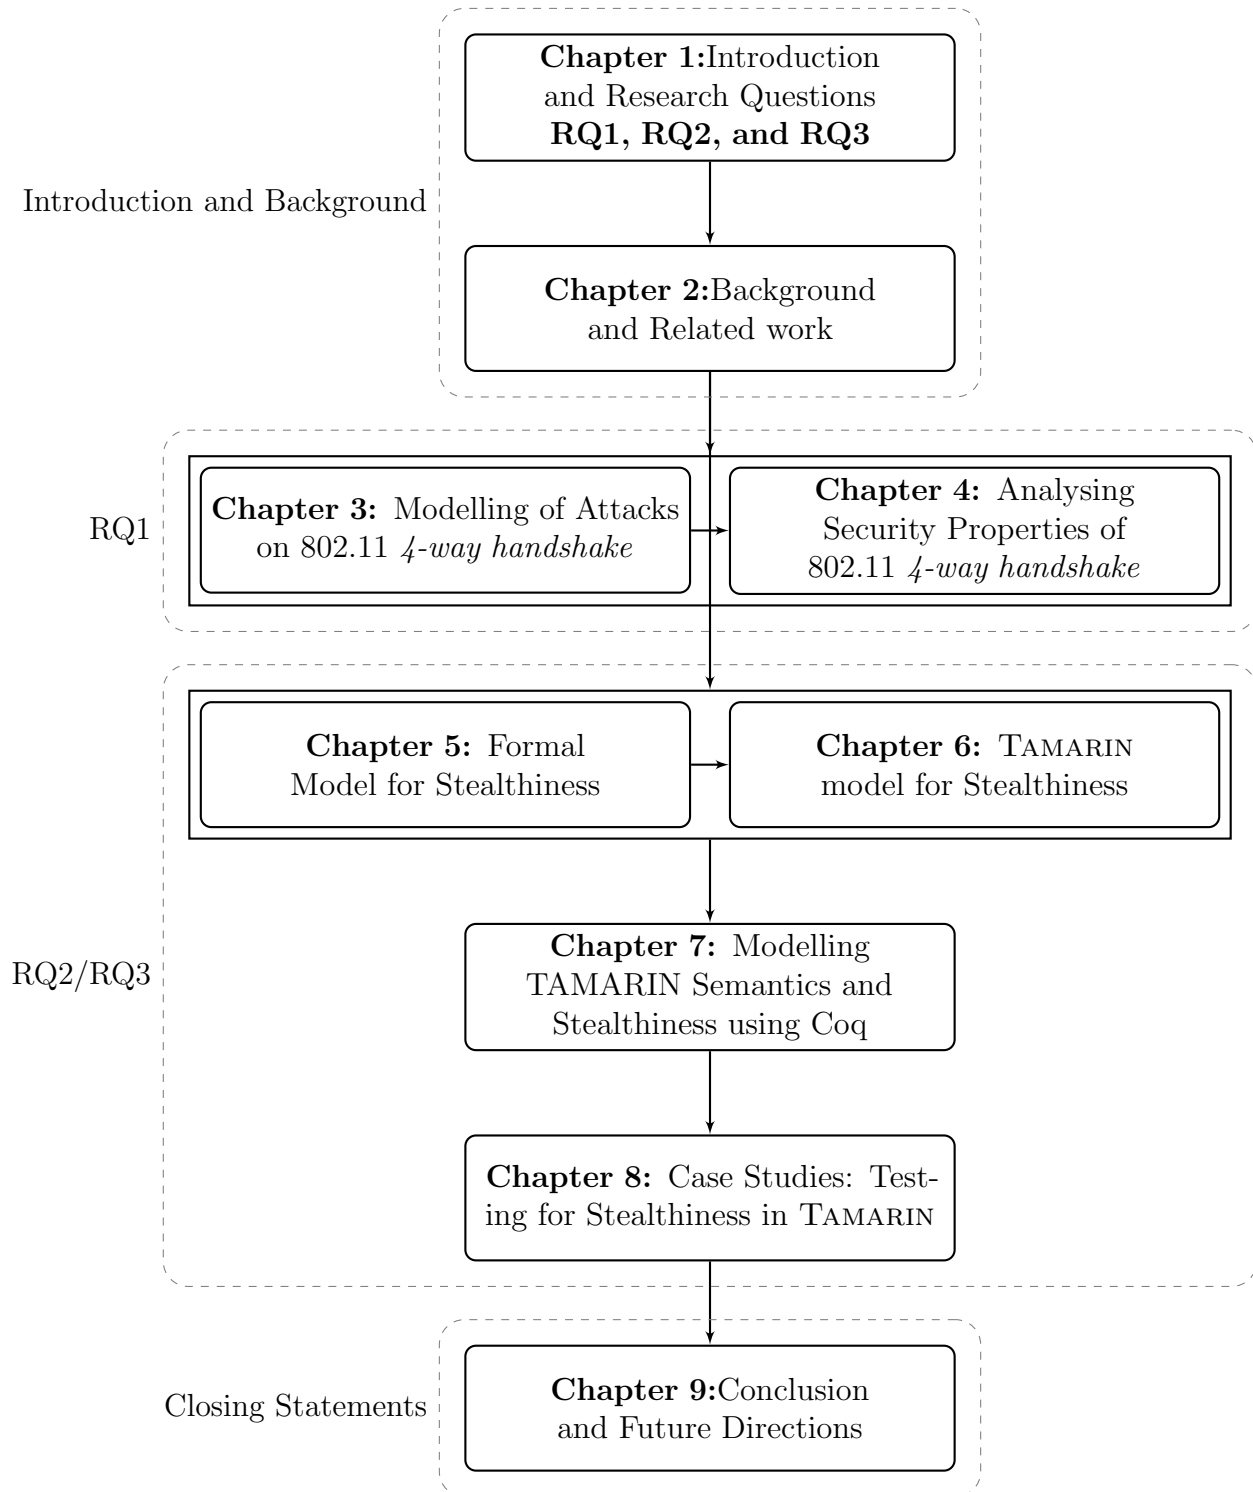 Chapter 1:Introduction
and Research Questions
RQ1, RQ2, and RQ3
Introduction and Background
Chapter 2:Background
and Related work
RQ1
Chapter 3: Modelling of Attacks
on 802.11 4-way handshake
Chapter 4: Analysing
Security Properties of
802.11 4-way handshake
RQ2/RQ3
Chapter 5: Formal
Model for Stealthiness
Chapter 6: TAMARIN
model for Stealthiness
Chapter 7: Modelling
TAMARIN Semantics and
Stealthiness using Coq
Chapter 8: Case Studies: Test-
ing for Stealthiness in TAMARIN
Closing Statements
Chapter 9:Conclusion
and Future Directions